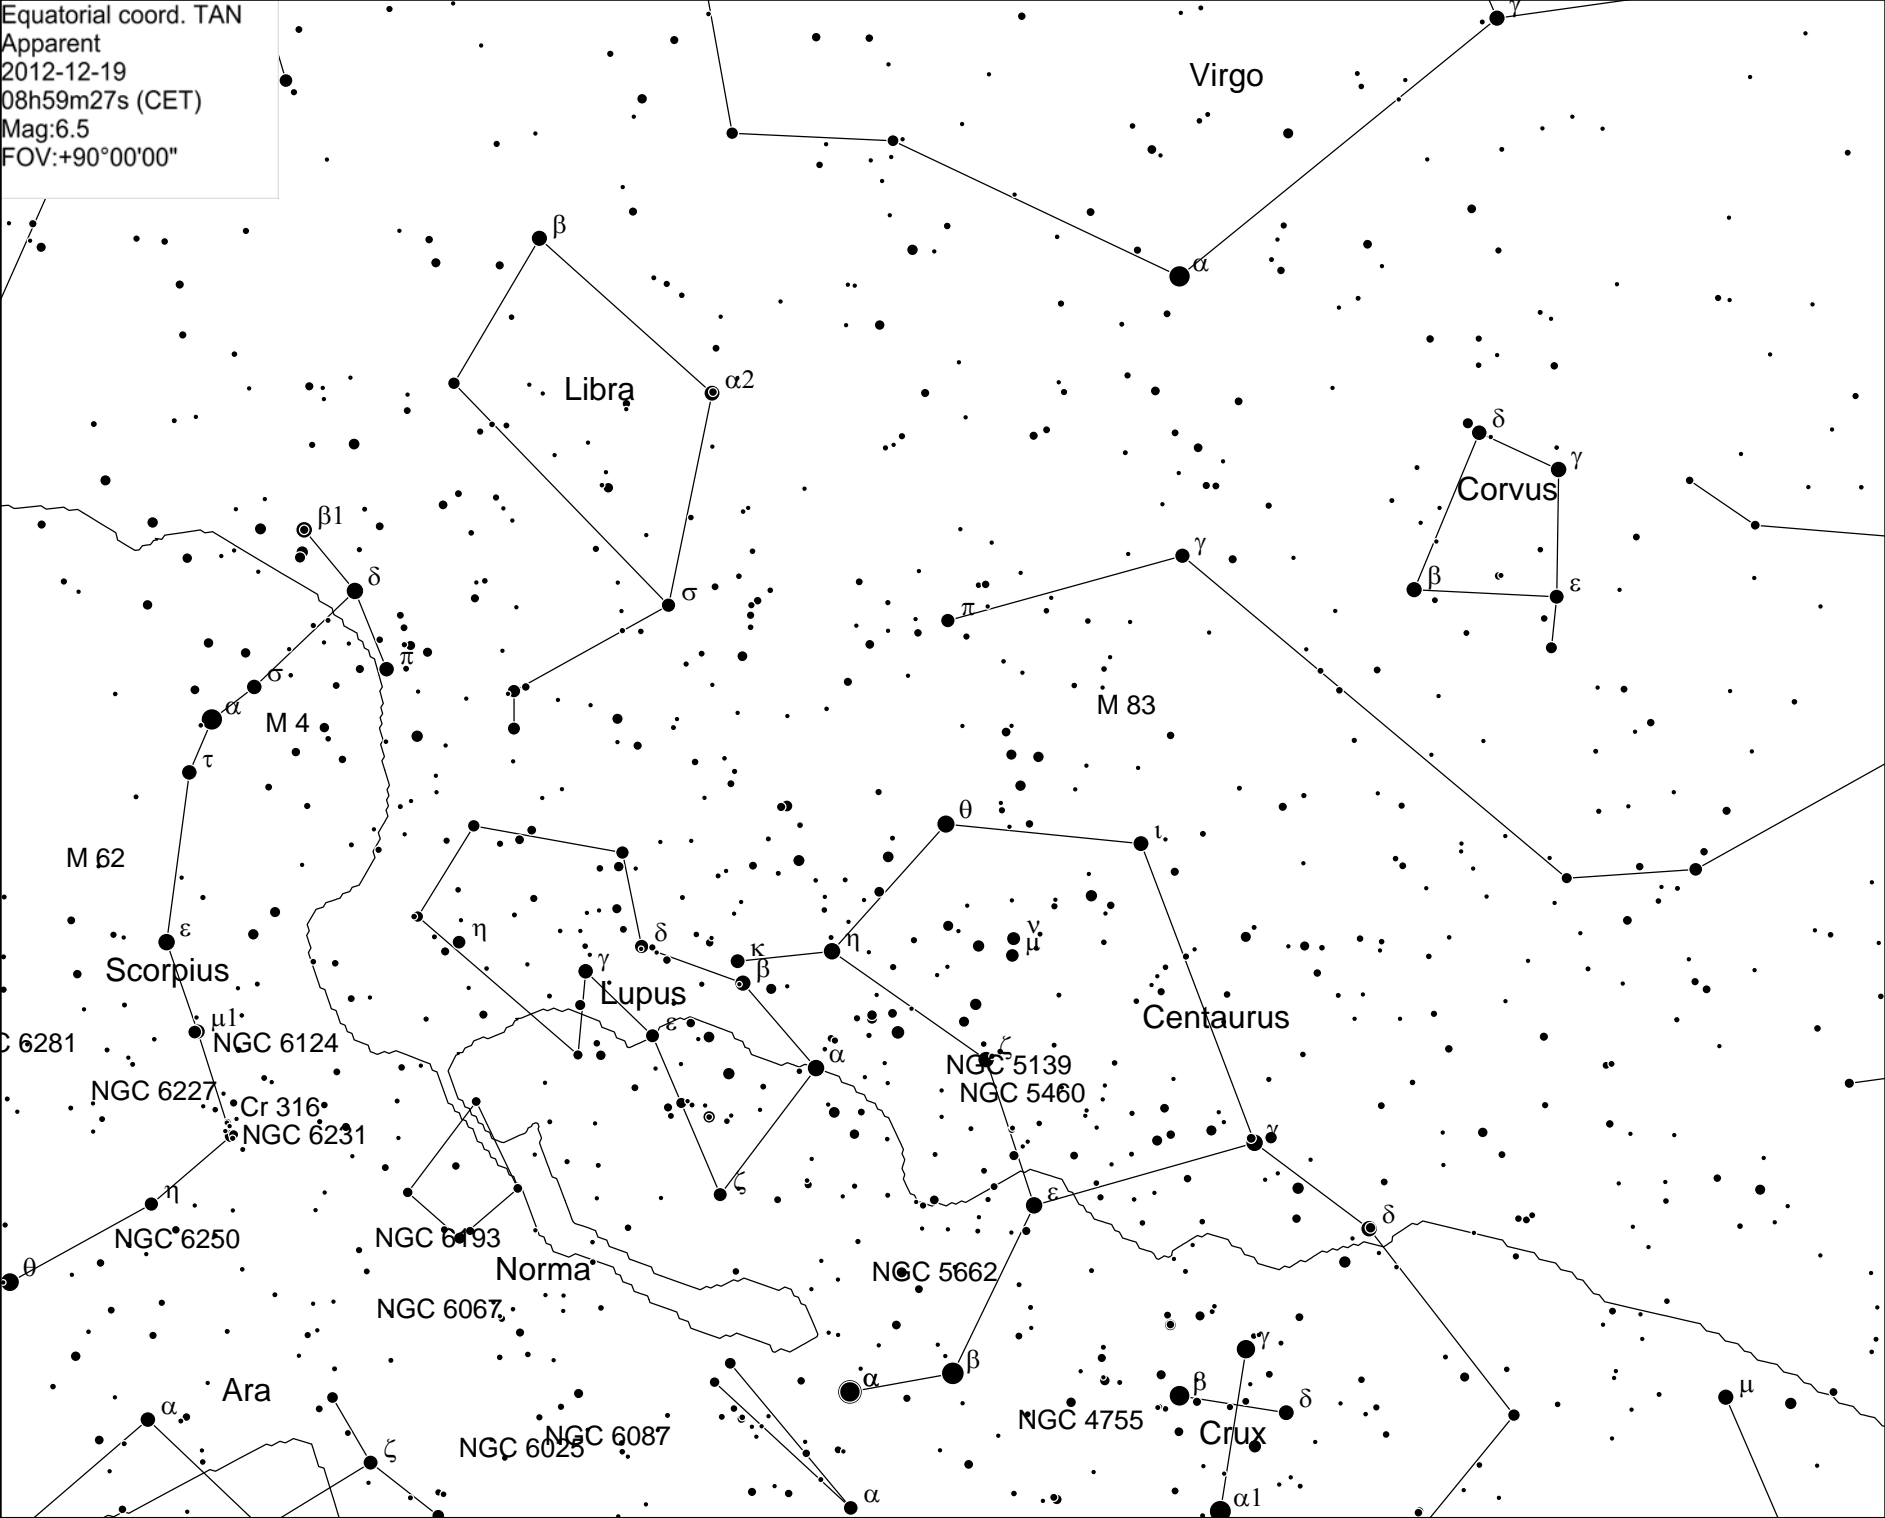 Equatorial coord. TAN
Apparent
2012-12-19
08h59m27s (CET)
Mag:6.5
FOV:+90°00'00"
γ
Virgo
β
α
α2
Libra
δ
γ
Corvus
β1
γ
δ
β
ε
σ
π
π
σ
α
M 4
M 83
τ
θ
ι
M 62
η
δ
κ
η
ν
μ
ε
Scorpius
γ
β
Lupus
μ1
ε
Centaurus
C 6281
NGC 6124
α
ζ
NGC 5139
NGC 6227
NGC 5460
Cr 316
NGC 6231
γ
η
ζ
ε
δ
NGC 6250
NGC 6193
θ
Norma
NGC 5662
NGC 6067
γ
β
α
β
δ
μ
Ara
α
NGC 4755
Crux
NGC 6087
NGC 6025
ζ
α
α1